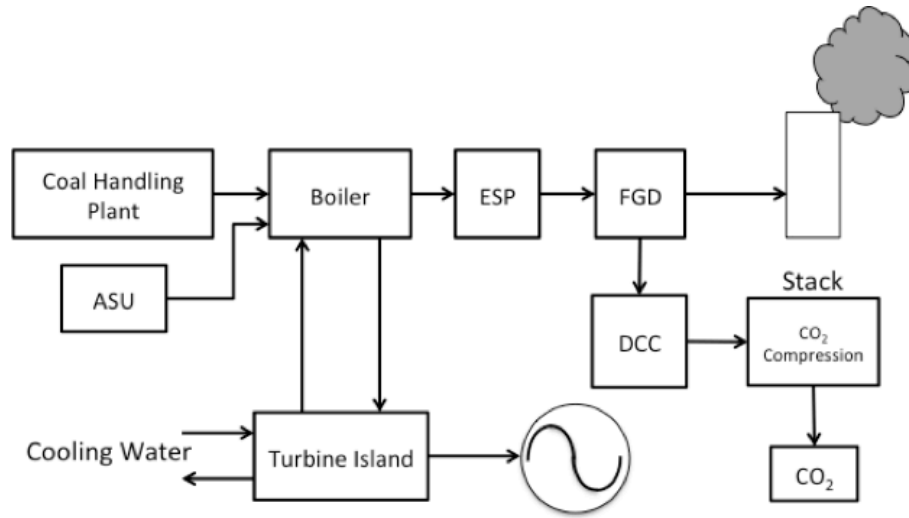 Coal Handling
Plant
Boiler
ESP
FGD
ASU
Stack
DCC
CO₂
Compression
Cooling Water
Turbine Island
CO₂